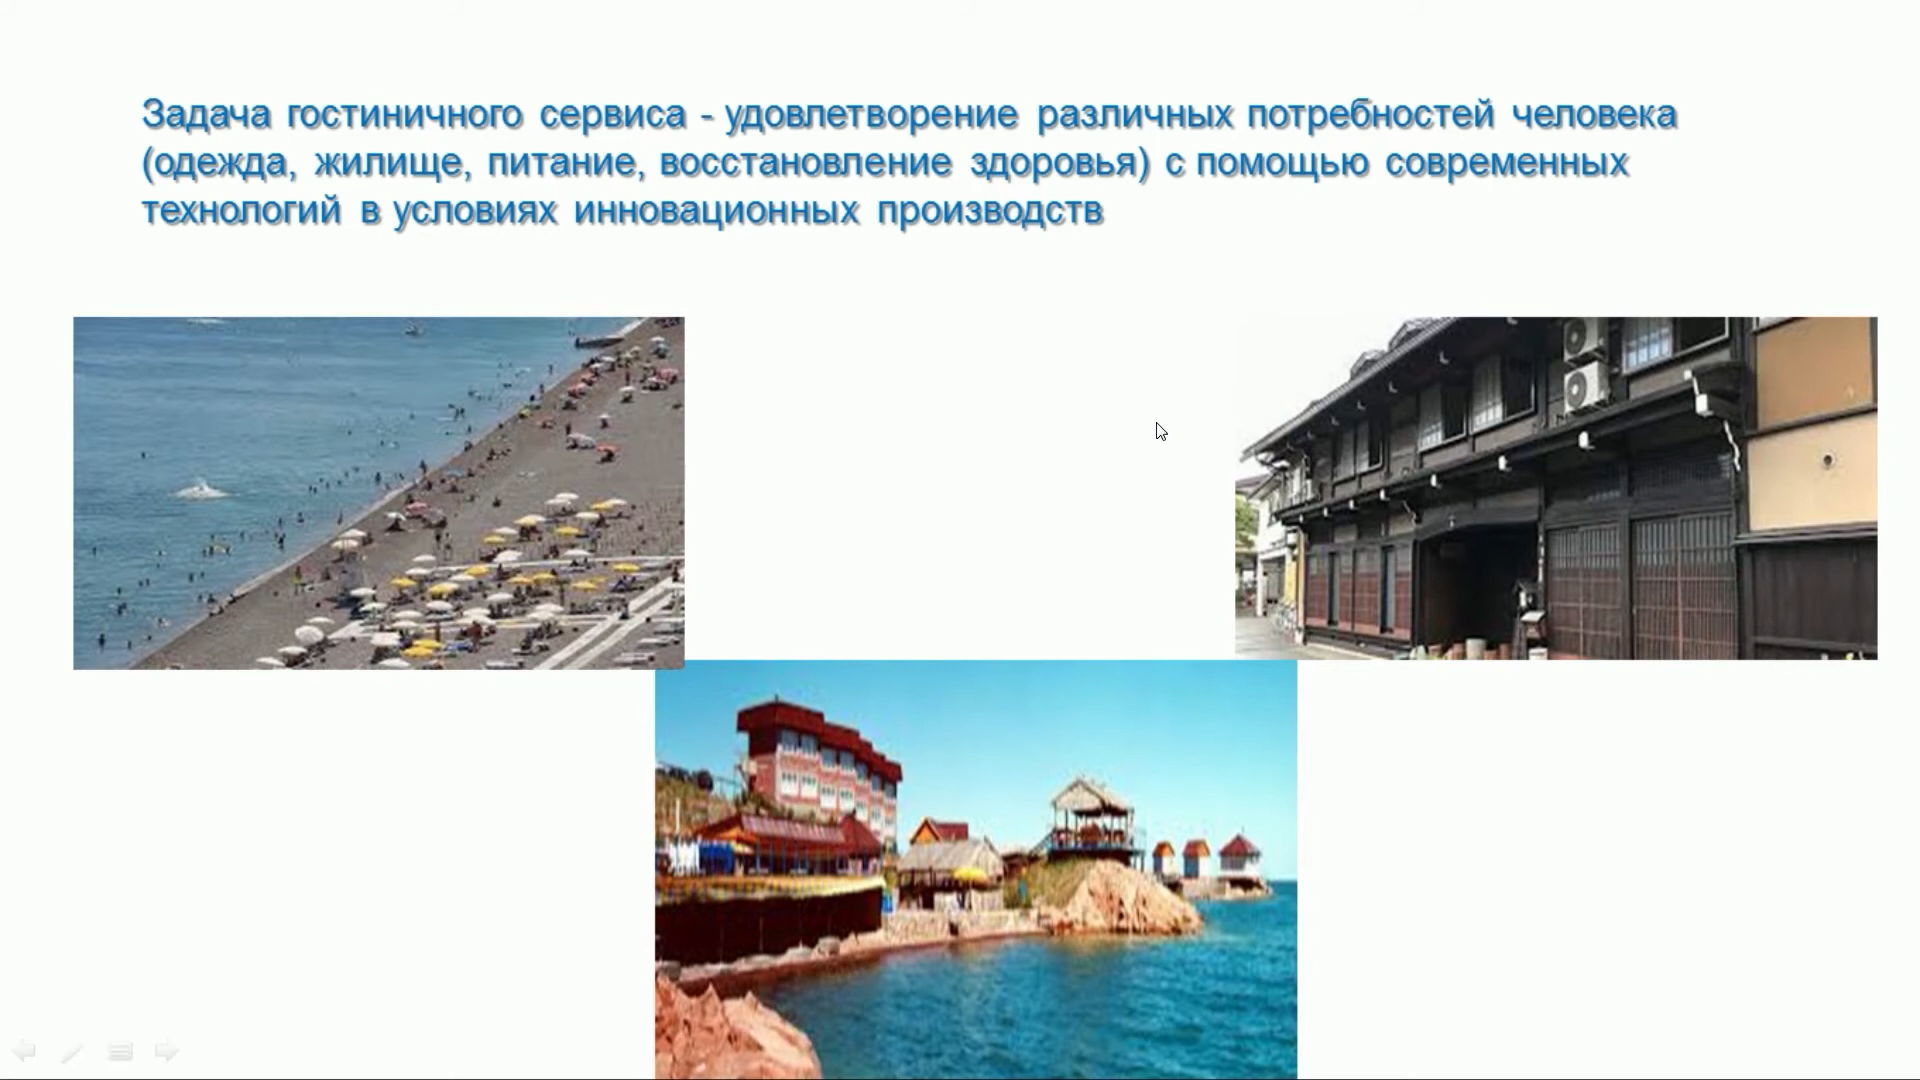 Задача гостиничного сервиса - удовлетворение различных потребностей человека
(одежда, жилище, питание, восстановление здоровья) с помощью современных
технологий в условиях инновационных производств